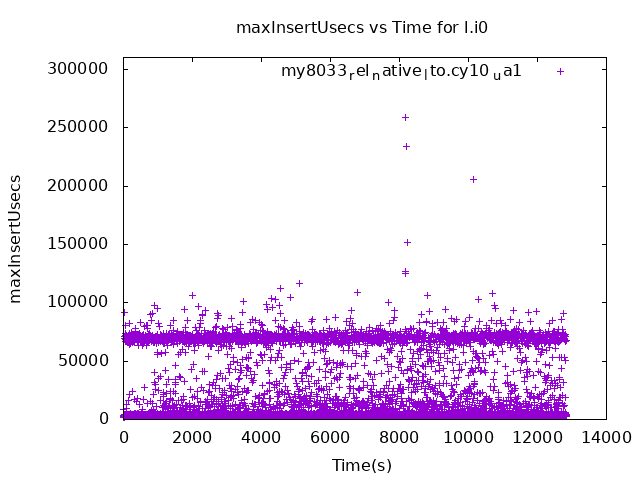 maxInsertUsecs vs Time for I.i0
my8033relnativelto.cy10ua1
maxInsertUsecs
300000
250000
200000
150000
100000
50000
0
0 2000 4000 6000 8000 10000 12000 14000
Time(s)